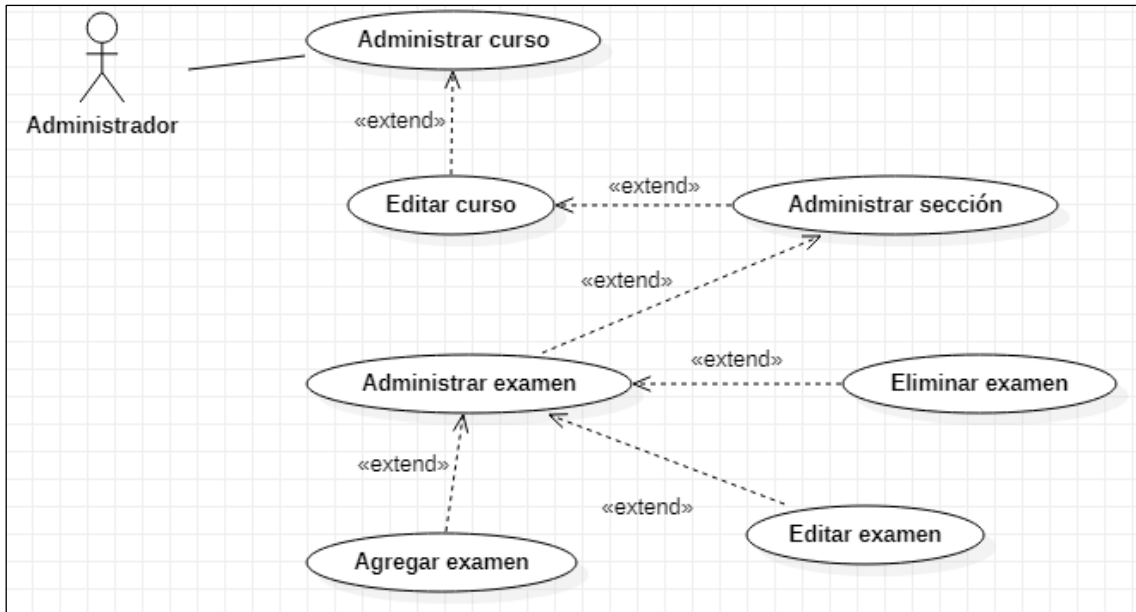 Administrar curso
Administrador
«extend»
Editar curso
«extend»
Administrar sección
«extend»
Administrar examen
«extend»
Eliminar examen
«extend»
«extend»
Editar examen
Agregar examen